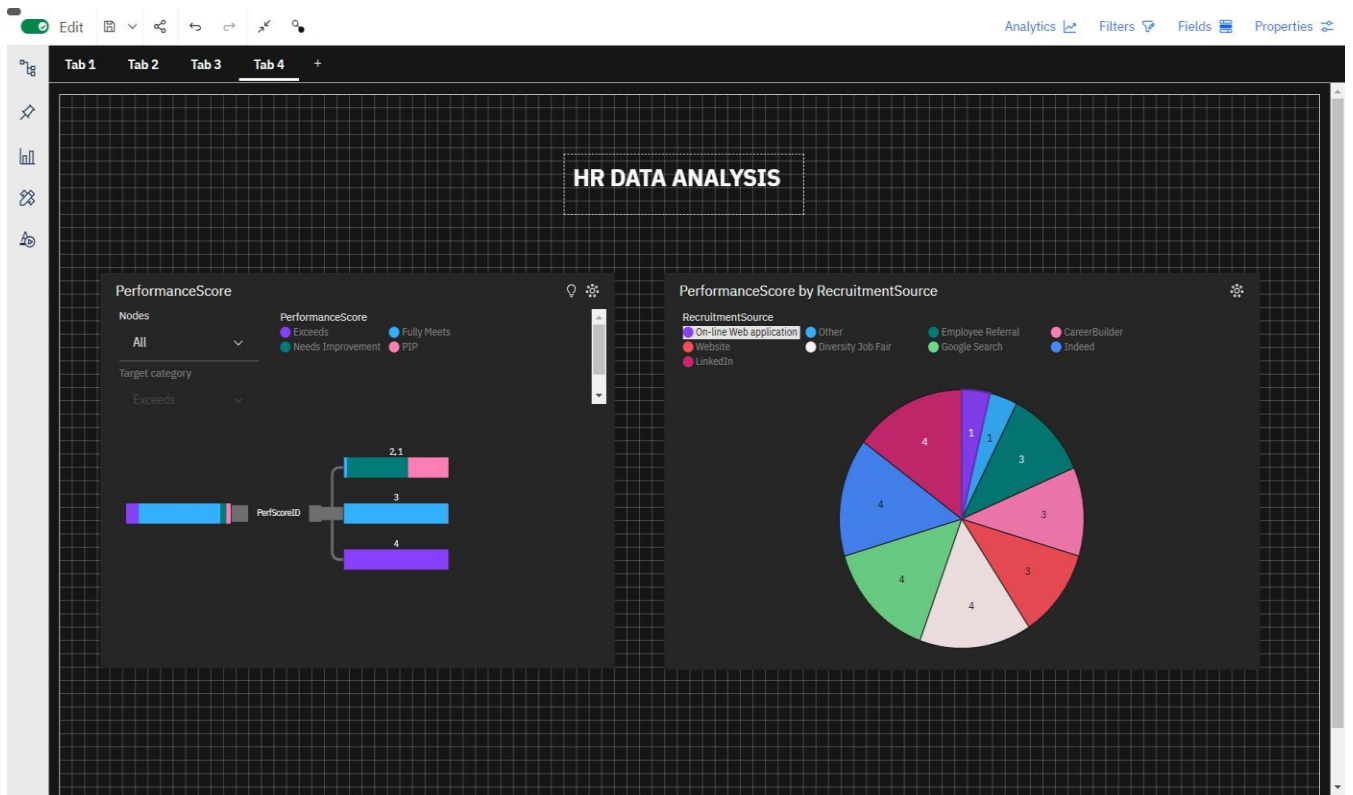 Edit
Analytics Filters Fields Properties
Tab 1 Tab 2 Tab 3 Tab 4 +
HR DATA ANALYSIS
PerformanceScore
Nodes
All
Target category
Exceeds
PerformanceScore
Exceeds Fully Meets
Needs Improvement PIP
2, 1
3
PerfScoreID
4
PerformanceScore by RecruitmentSource
RecruitmentSource
On-line Web application Other Employee Referral CareerBuilder
Website Diversity Job Fair Google Search Indeed
LinkedIn
1
1
3
3
3
4
4
4
4